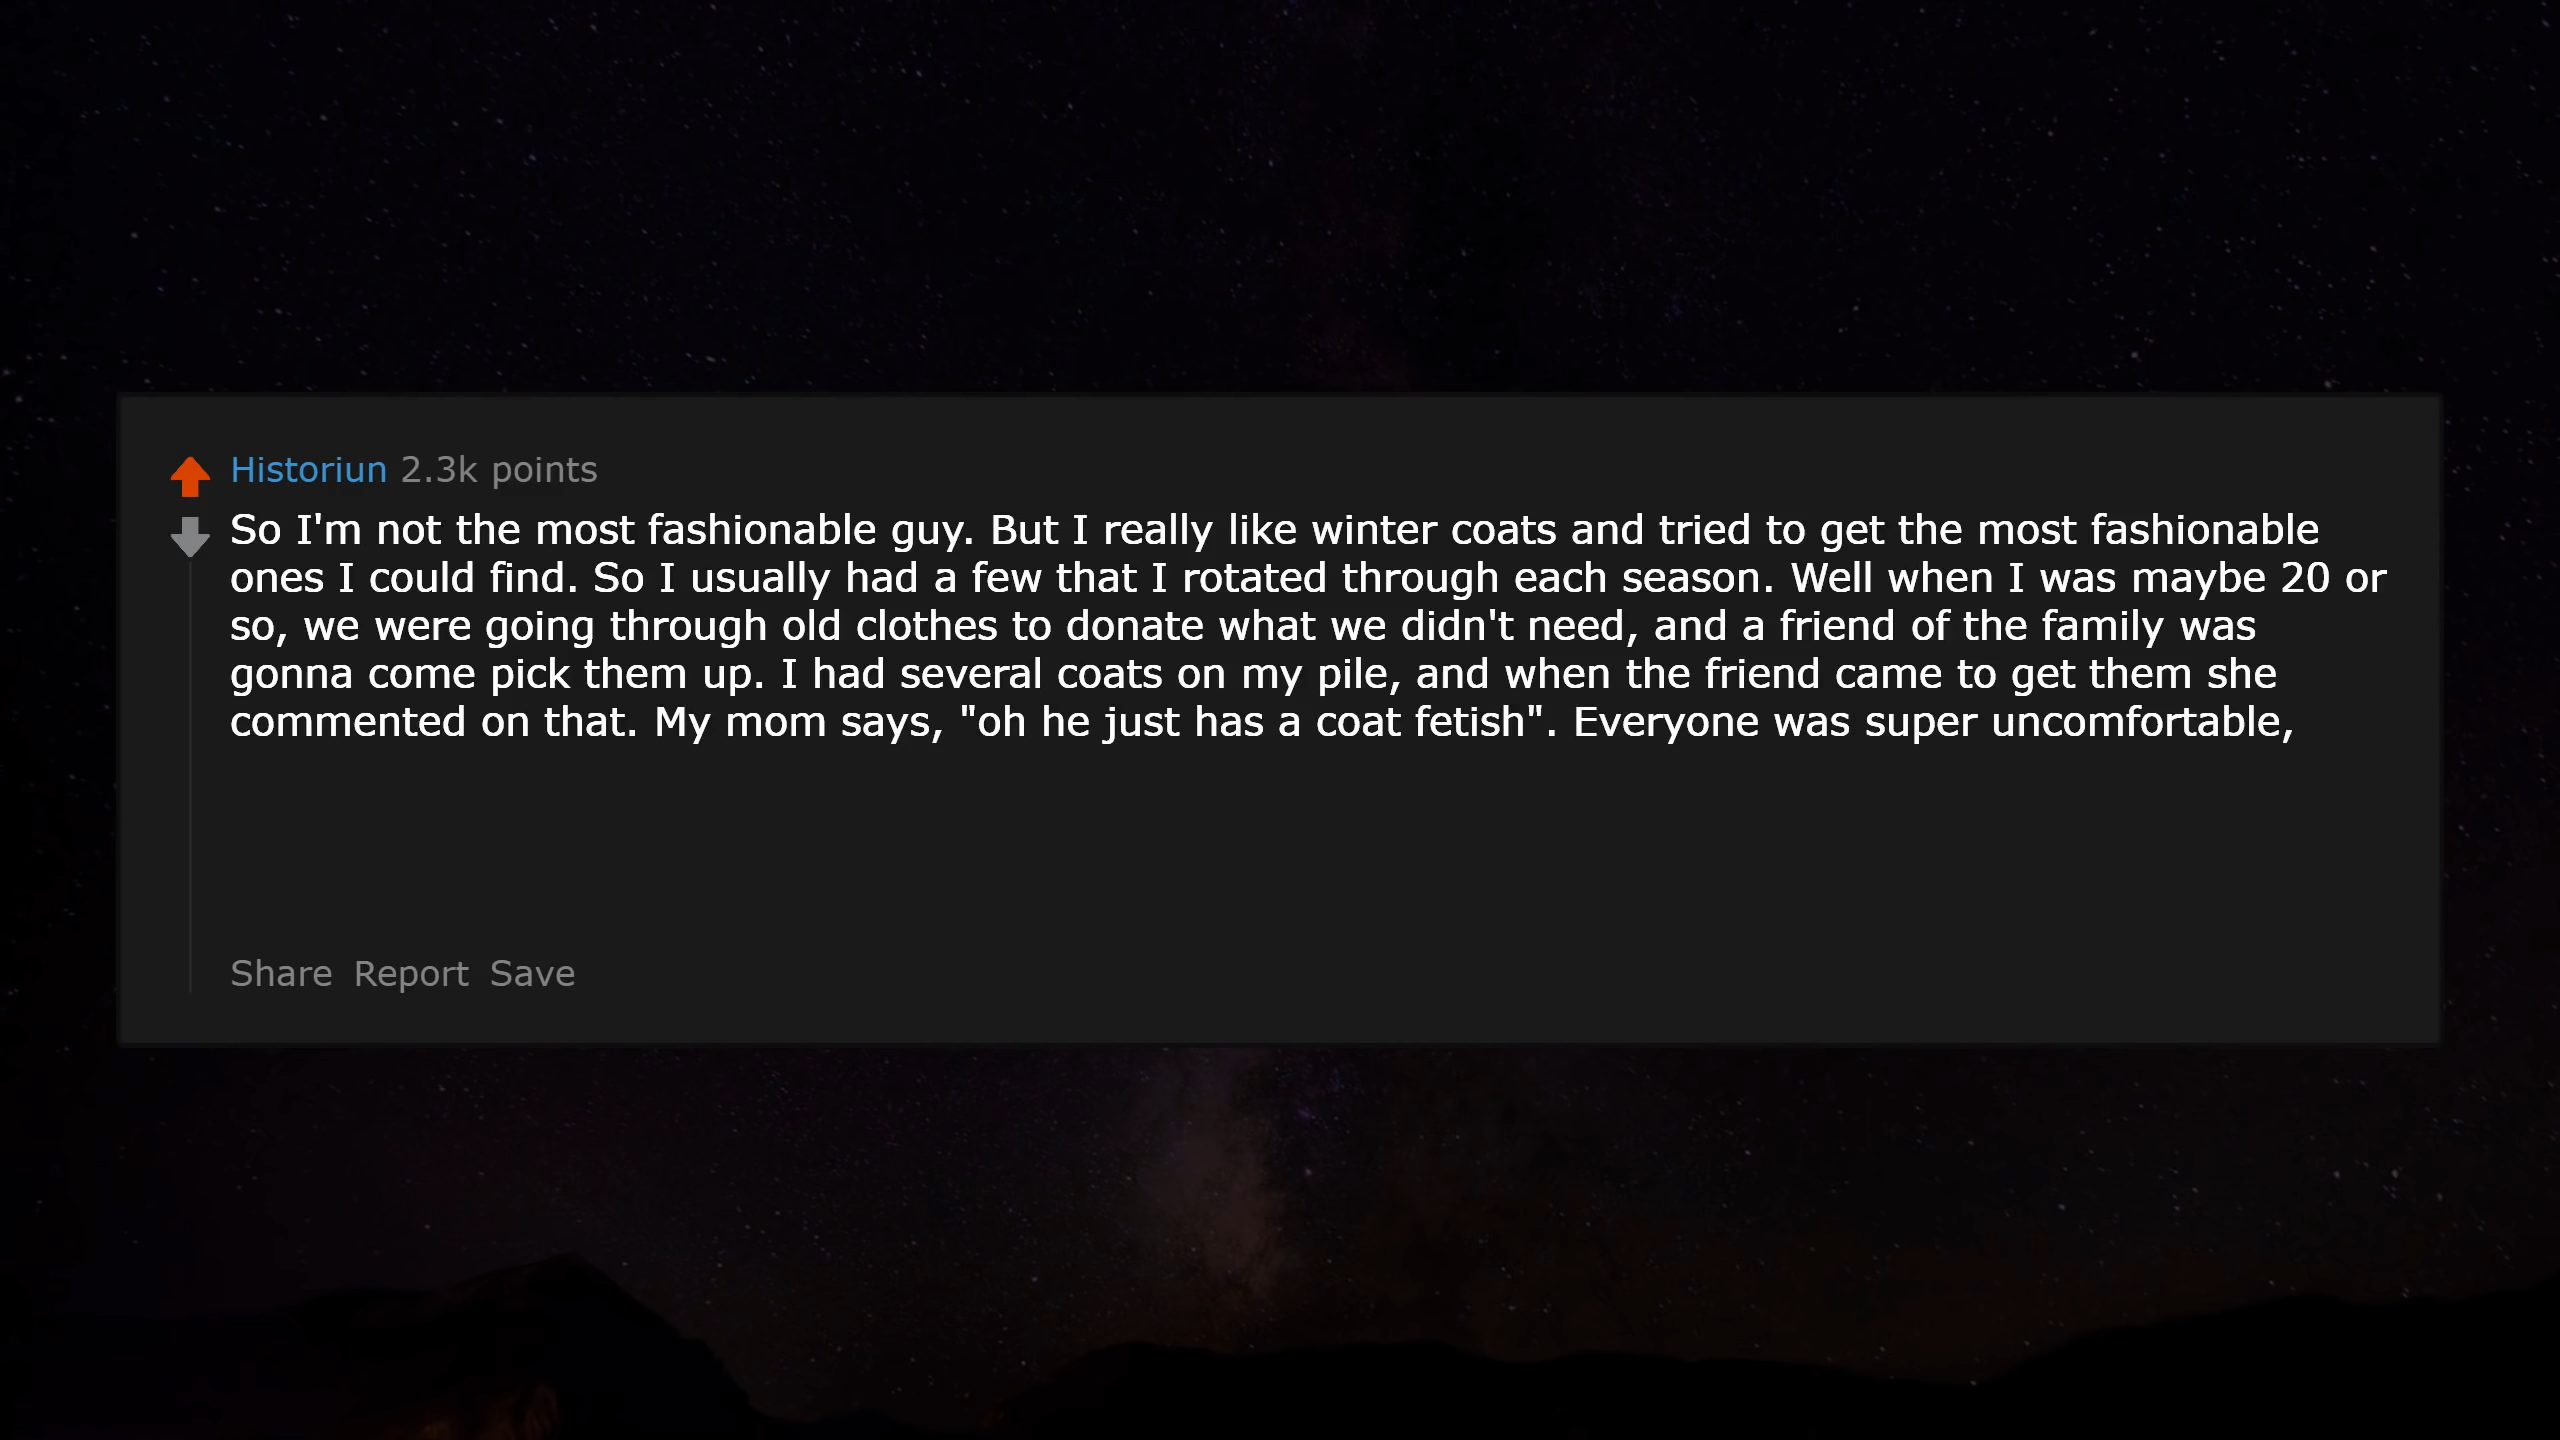 Historiun 2.3k points
So I'm not the most fashionable guy. But I really like winter coats and tried to get the most fashionable
ones I could find. So I usually had a few that I rotated through each season. Well when I was maybe 20 or
so, we were going through old clothes to donate what we didn't need, and a friend of the family was
gonna come pick them up. I had several coats on my pile, and when the friend came to get them she
commented on that. My mom says, "oh he just has a coat fetish". Everyone was super uncomfortable,
Share Report Save